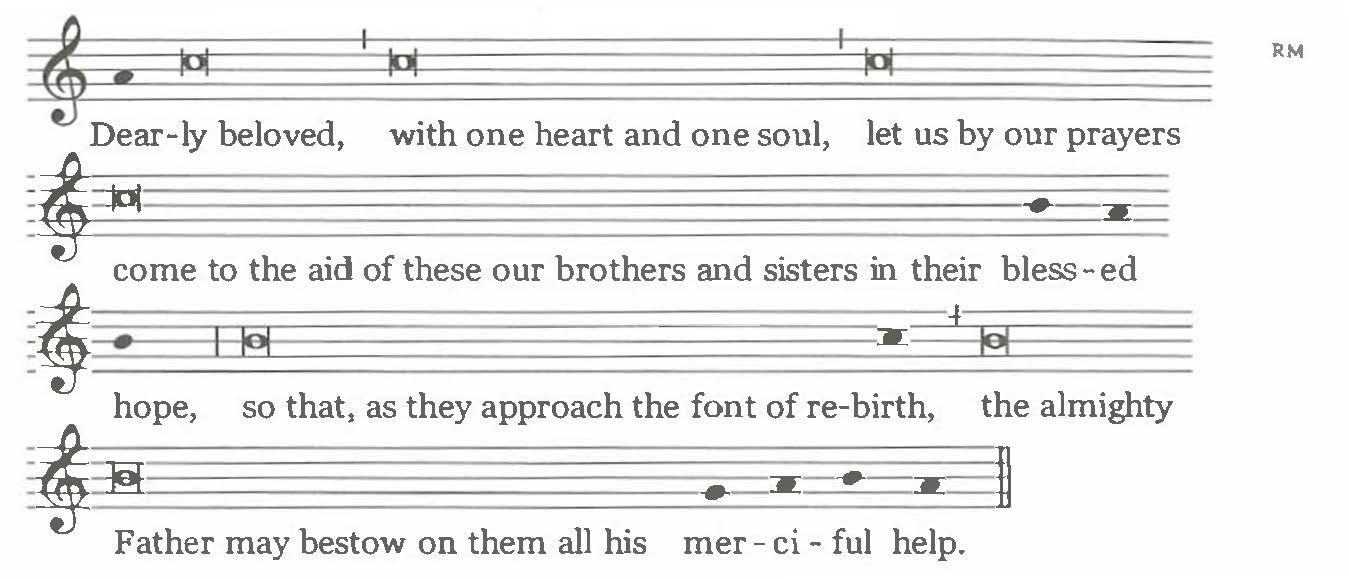 RM
Dear-ly beloved, with one heart and one soul, let us by our prayers
come to the aid of these our brothers and sisters in their bless-ed
hope, so that, as they approach the font of re-birth, the almighty
Father may bestow on them all his mer-ci-ful help.